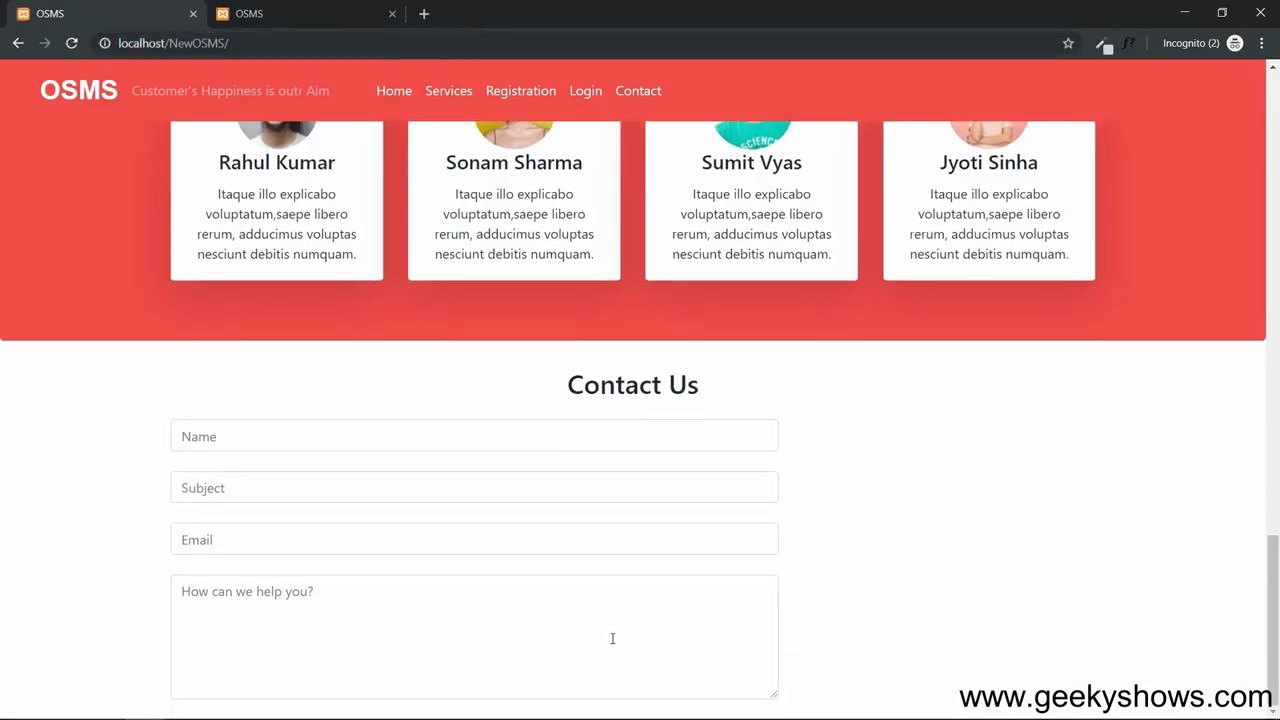 OSMS
OSMS
localhost/NewOSMS/
f?
Incognito (2)
OSMS Customer's Happiness is outr Aim Home Services Registration Login Contact
SCIENCE
Rahul Kumar
Itaque illo explicabo
voluptatum,saepe libero
rerum, adducimus voluptas
nesciunt debitis numquam.
Sonam Sharma
Itaque illo explicabo
voluptatum,saepe libero
rerum, adducimus voluptas
nesciunt debitis numquam.
Sumit Vyas
Itaque illo explicabo
voluptatum,saepe libero
rerum, adducimus voluptas
nesciunt debitis numquam.
Jyoti Sinha
Itaque illo explicabo
voluptatum,saepe libero
rerum, adducimus voluptas
nesciunt debitis numquam.
Contact Us
Name
Subject
Email
How can we help you?
www.geekyshows.com